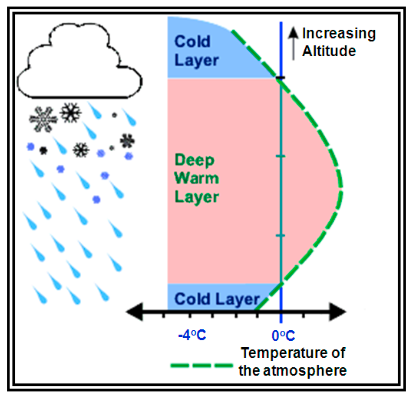 Cold
Layer
Increasing
Altitude
Deep
Warm
Layer
Cold Layer
-4°C
0°C
Temperature of
the atmosphere